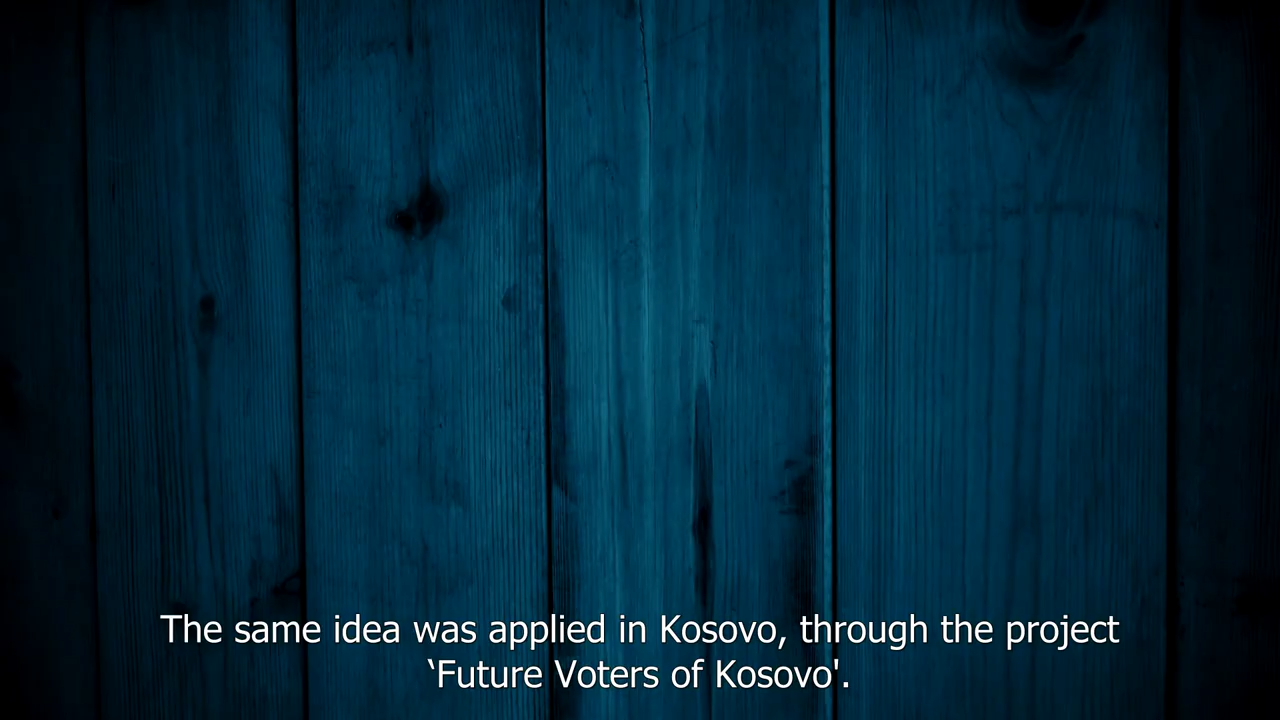 The same idea was applied in Kosovo, through the project
‘Future Voters of Kosovo'.